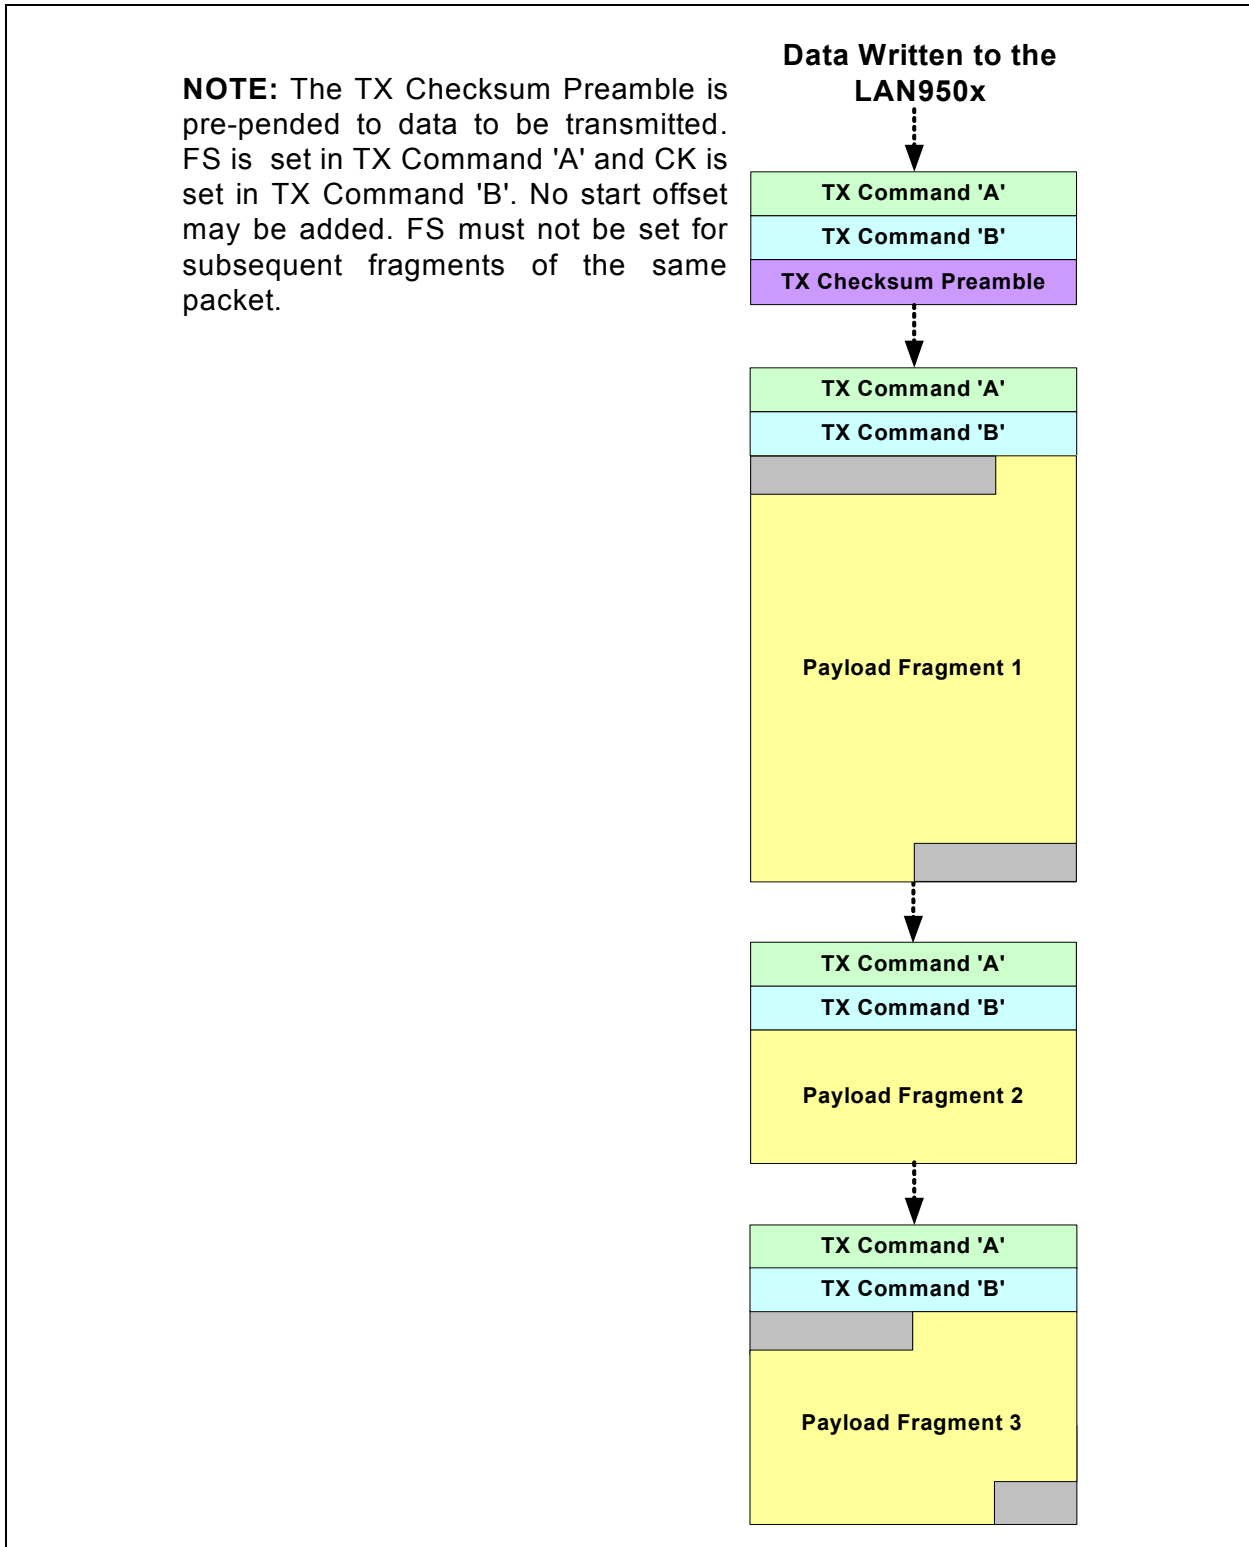 NOTE: The TX Checksum Preamble is
pre-pended to data to be transmitted.
FS is set in TX Command 'A' and CK is
set in TX Command 'B'. No start offset
may be added. FS must not be set for
subsequent fragments of the same
packet.
Data Written to the
LAN950x
TX Command 'A'
TX Command 'B'
TX Checksum Preamble
TX Command 'A'
TX Command 'B'
Payload Fragment 1
TX Command 'A'
TX Command 'B'
Payload Fragment 2
TX Command 'A'
TX Command 'B'
Payload Fragment 3